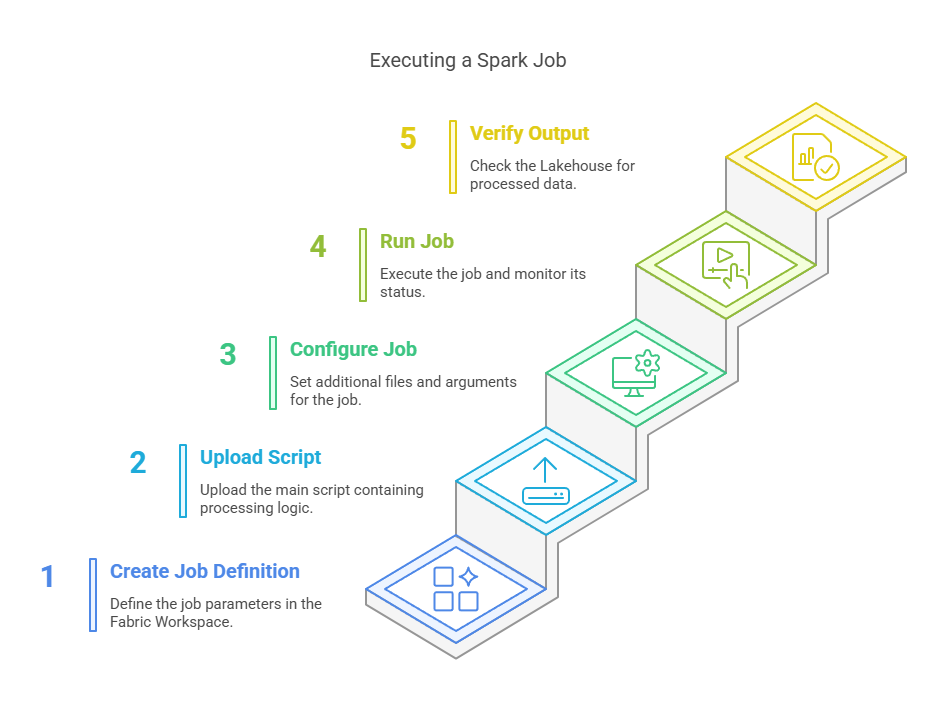 Executing a Spark Job
5
Verify Output
Check the Lakehouse for
processed data.
4
Run Job
Execute the job and monitor its
status.
3
Configure Job
Set additional files and arguments
for the job.
2
Upload Script
Upload the main script containing
processing logic.
1
Create Job Definition
Define the job parameters in the
Fabric Workspace.